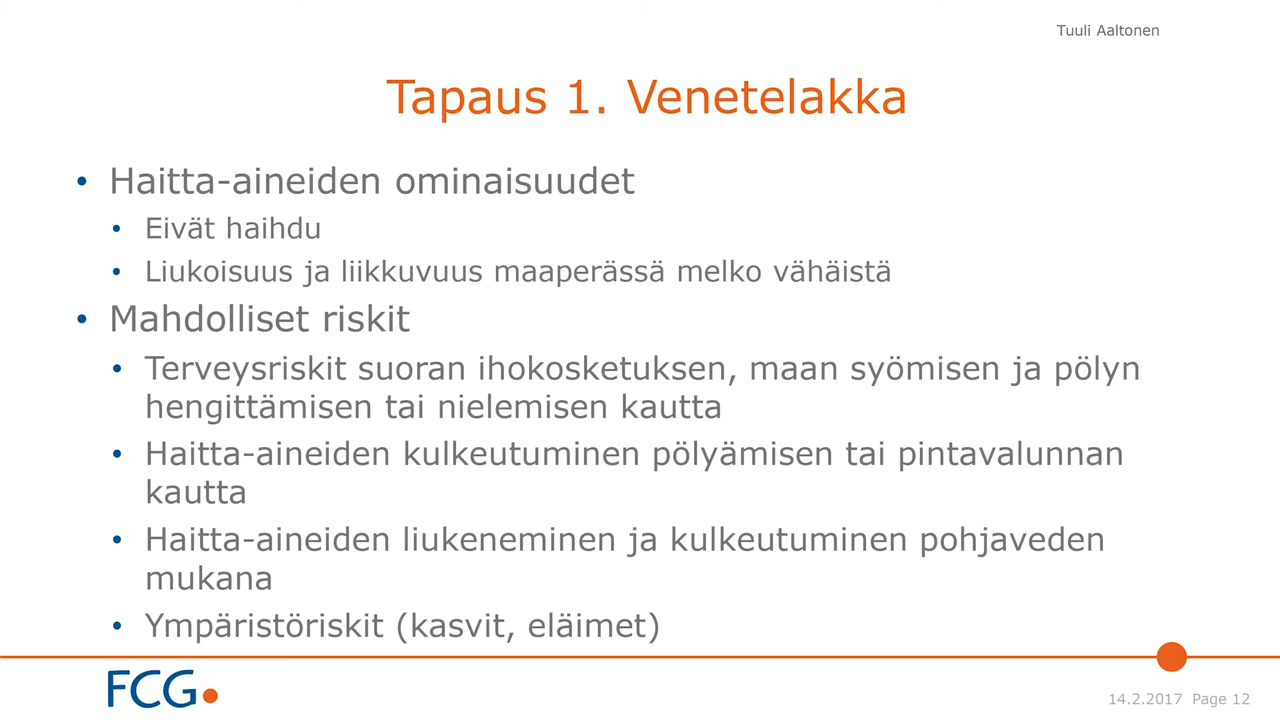 Tuuli Aaltonen
Tapaus 1. Venetelakka
• Haitta-aineiden ominaisuudet
• Eivät haihdu
• Liukoisuus ja liikkuvuus maaperässä melko vähäistä
• Mahdolliset riskit
• Terveysriskit suoran ihokosketuksen, maan syömisen ja pölyn
hengittämisen tai nielemisen kautta
• Haitta-aineiden kulkeutuminen pölyämisen tai pintavalunnan
kautta
• Haitta-aineiden liukeneminen ja kulkeutuminen pohjaveden
mukana
• Ympäristöriskit (kasvit, eläimet)
FCG
14.2.2017 Page 12